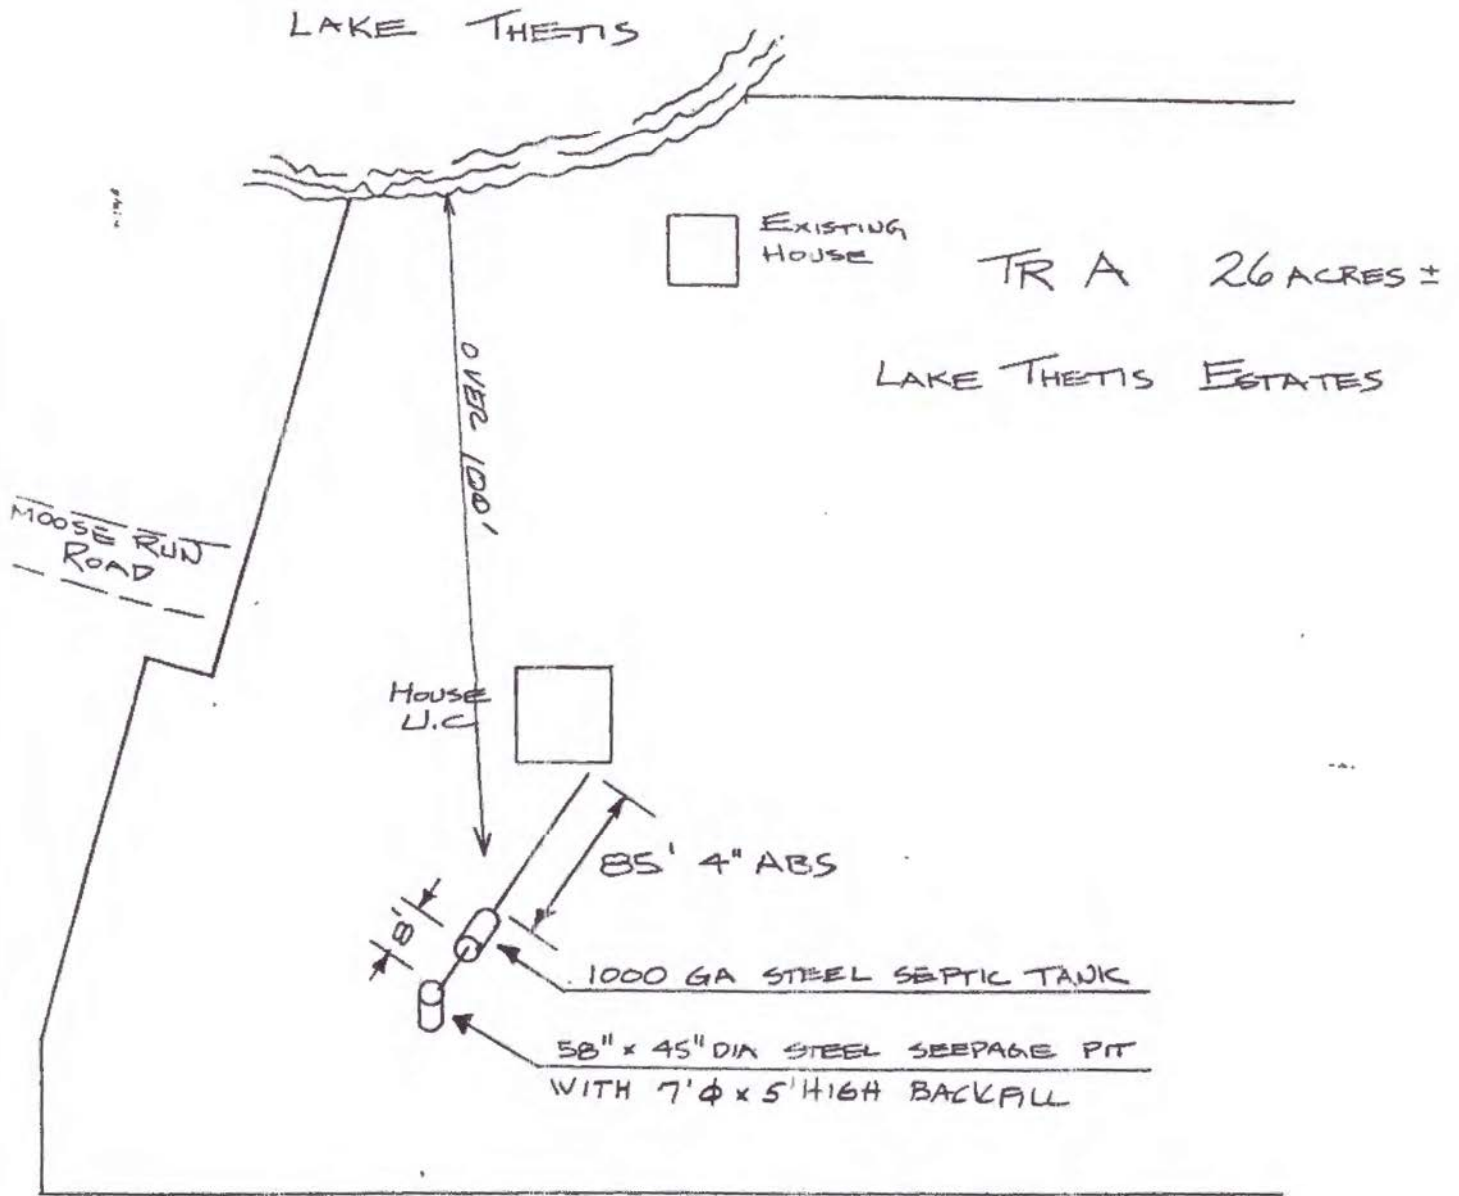 LAKE THETIS
EXISTING
HOUSE
TR A 26 ACRES ±
LAKE THETIS ESTATES
OVER 100'
MOOSE RUN
ROAD
HOUSE
U.C
85' 4" ABS
8'
1000 GA STEEL SEPTIC TANK
58" x 45" DIA STEEL SEEPAGE PIT
WITH 7' φ x 5' HIGH BACKFILL